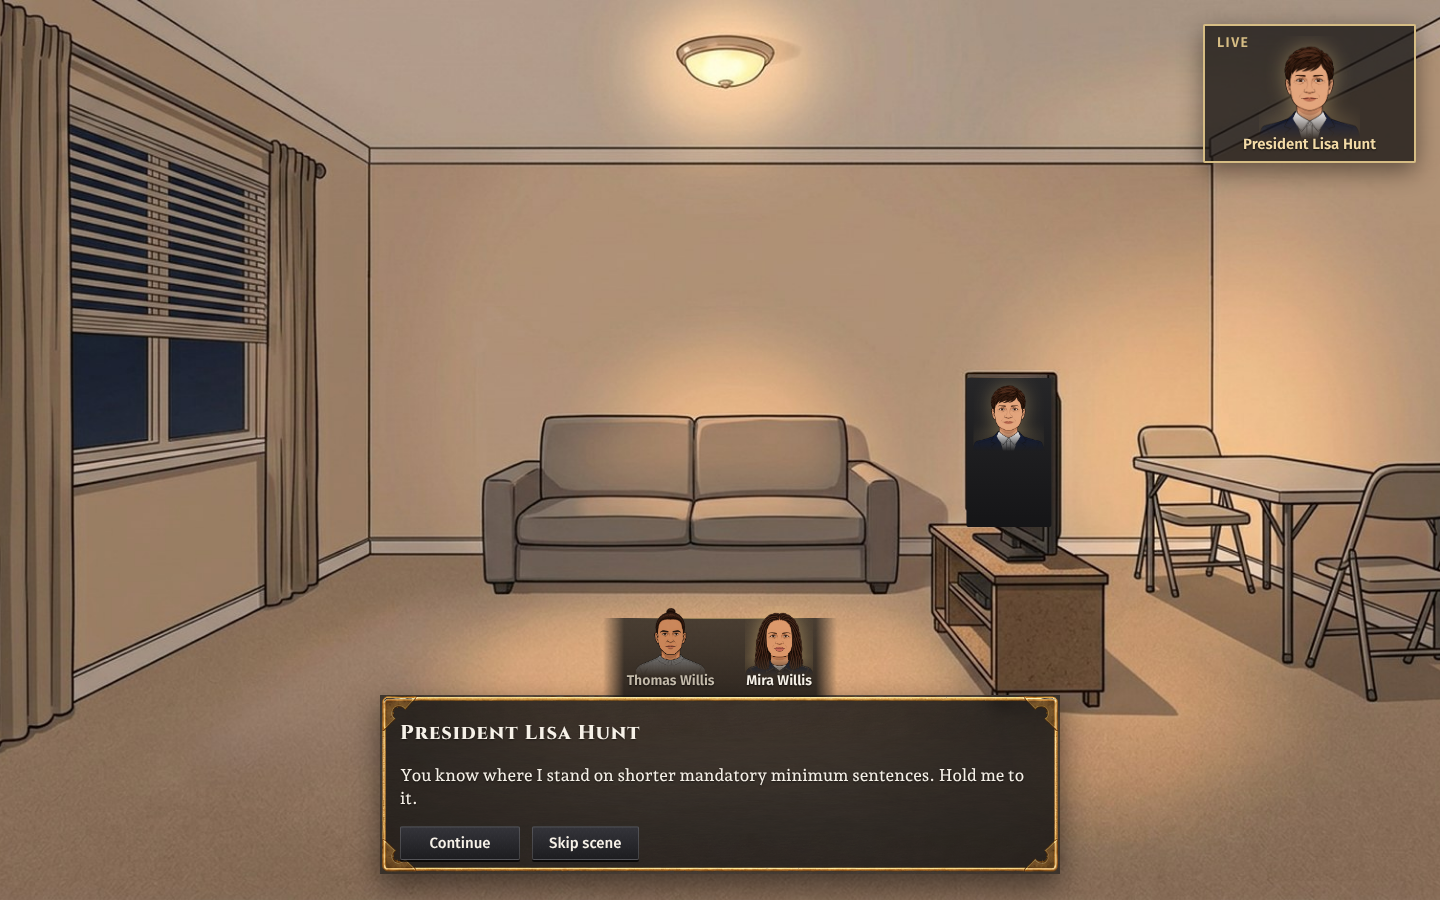 LIVE
President Lisa Hunt
Thomas Willis
Mira Willis
President Lisa Hunt
You know where I stand on shorter mandatory minimum sentences. Hold me to
it.
Continue
Skip scene